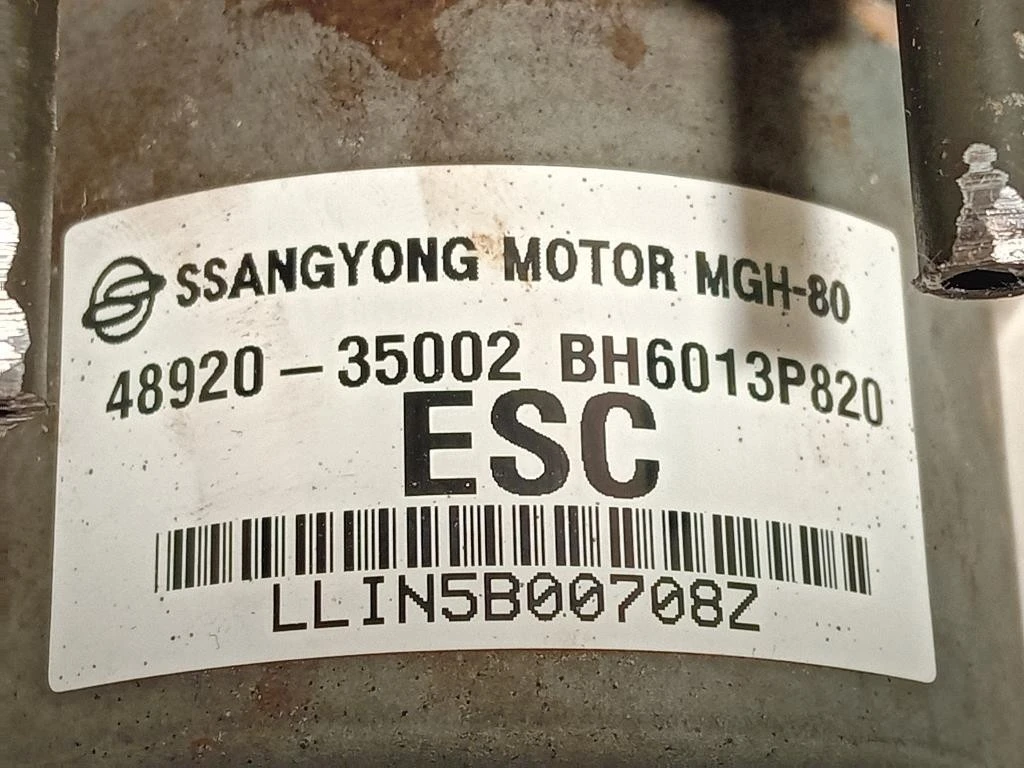 SSANGYONG MOTOR MGH-80
48920-35002 BH6013P820
ESC
LLIN5B00708Z